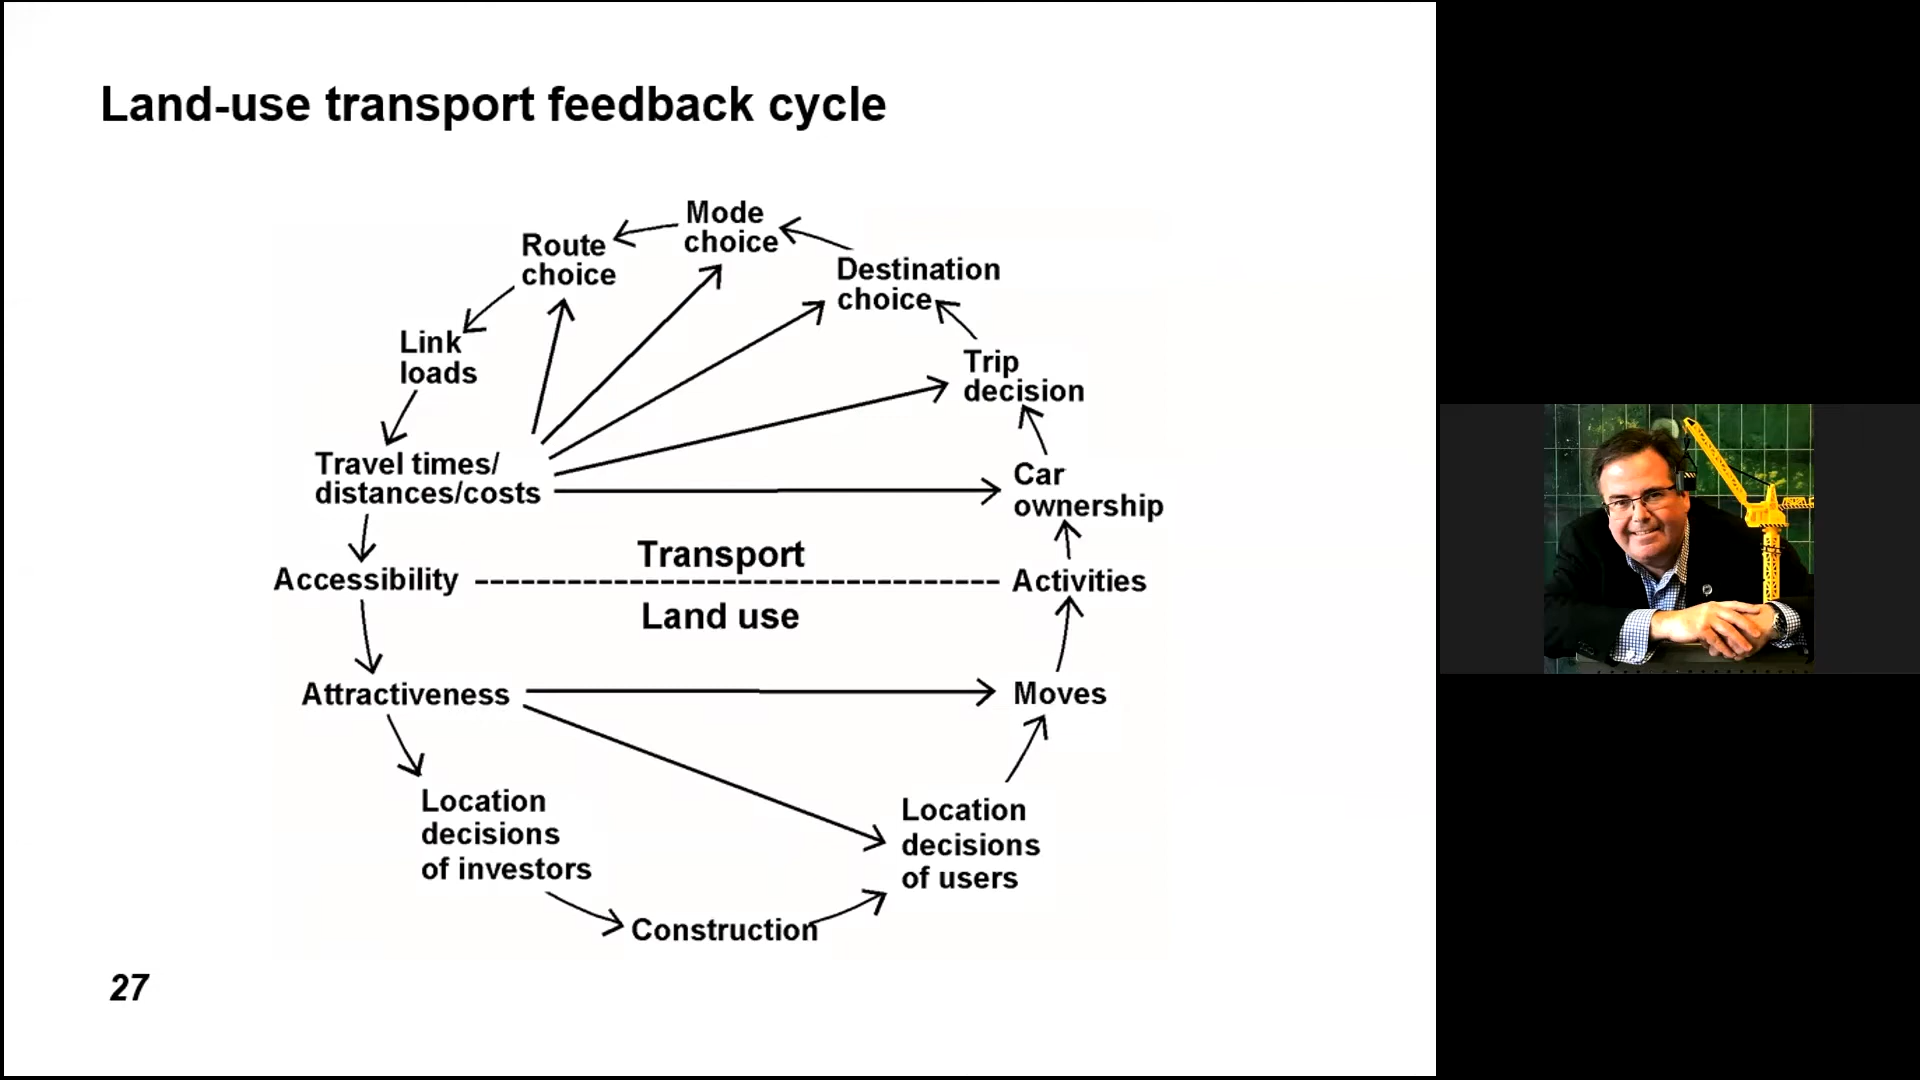 Land-use transport feedback cycle
Mode
choice
Route
choice
Destination
choice
Link
loads
Trip
decision
Travel times/
distances/costs
Car
ownership
Transport
Accessibility
Activities
Land use
Attractiveness
Moves
Location
decisions
of investors
Location
decisions
of users
Construction
27